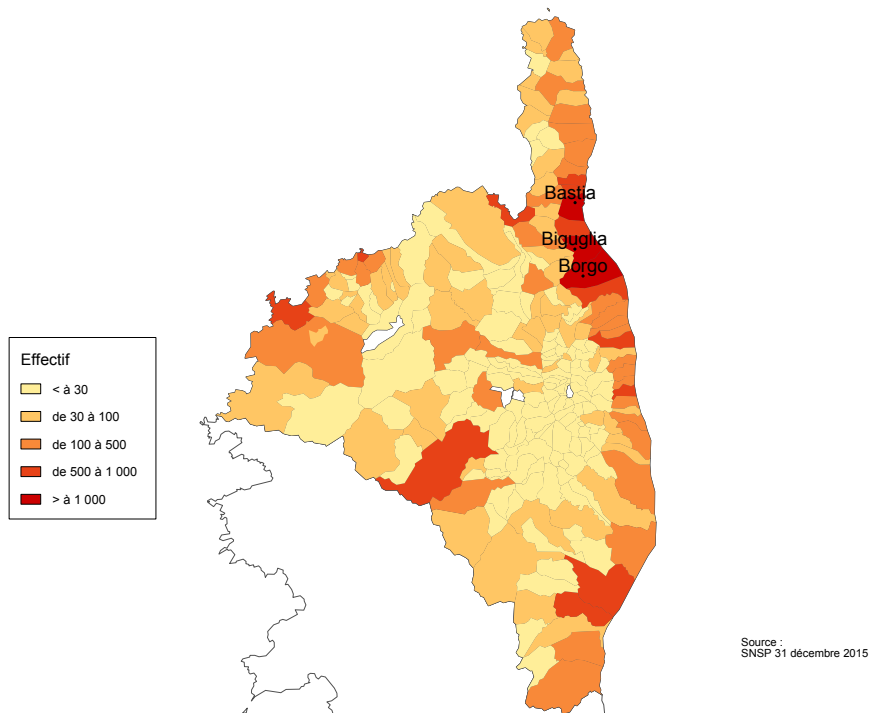 Bastia
Biguglia
Borgo
Effectif
< à 30
de 30 à 100
de 100 à 500
de 500 à 1 000
> à 1 000
Source :
SNSP 31 décembre 2015